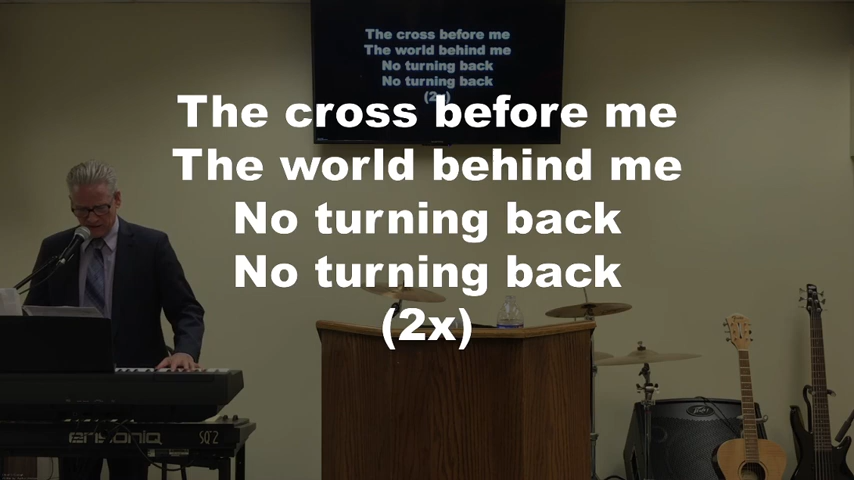 The cross before me
The world behind me
No turning back
No turning back
The cross before me
The world behind me
No turning back
No turning back
(2x)
ensoniq
SQ2
Peavey